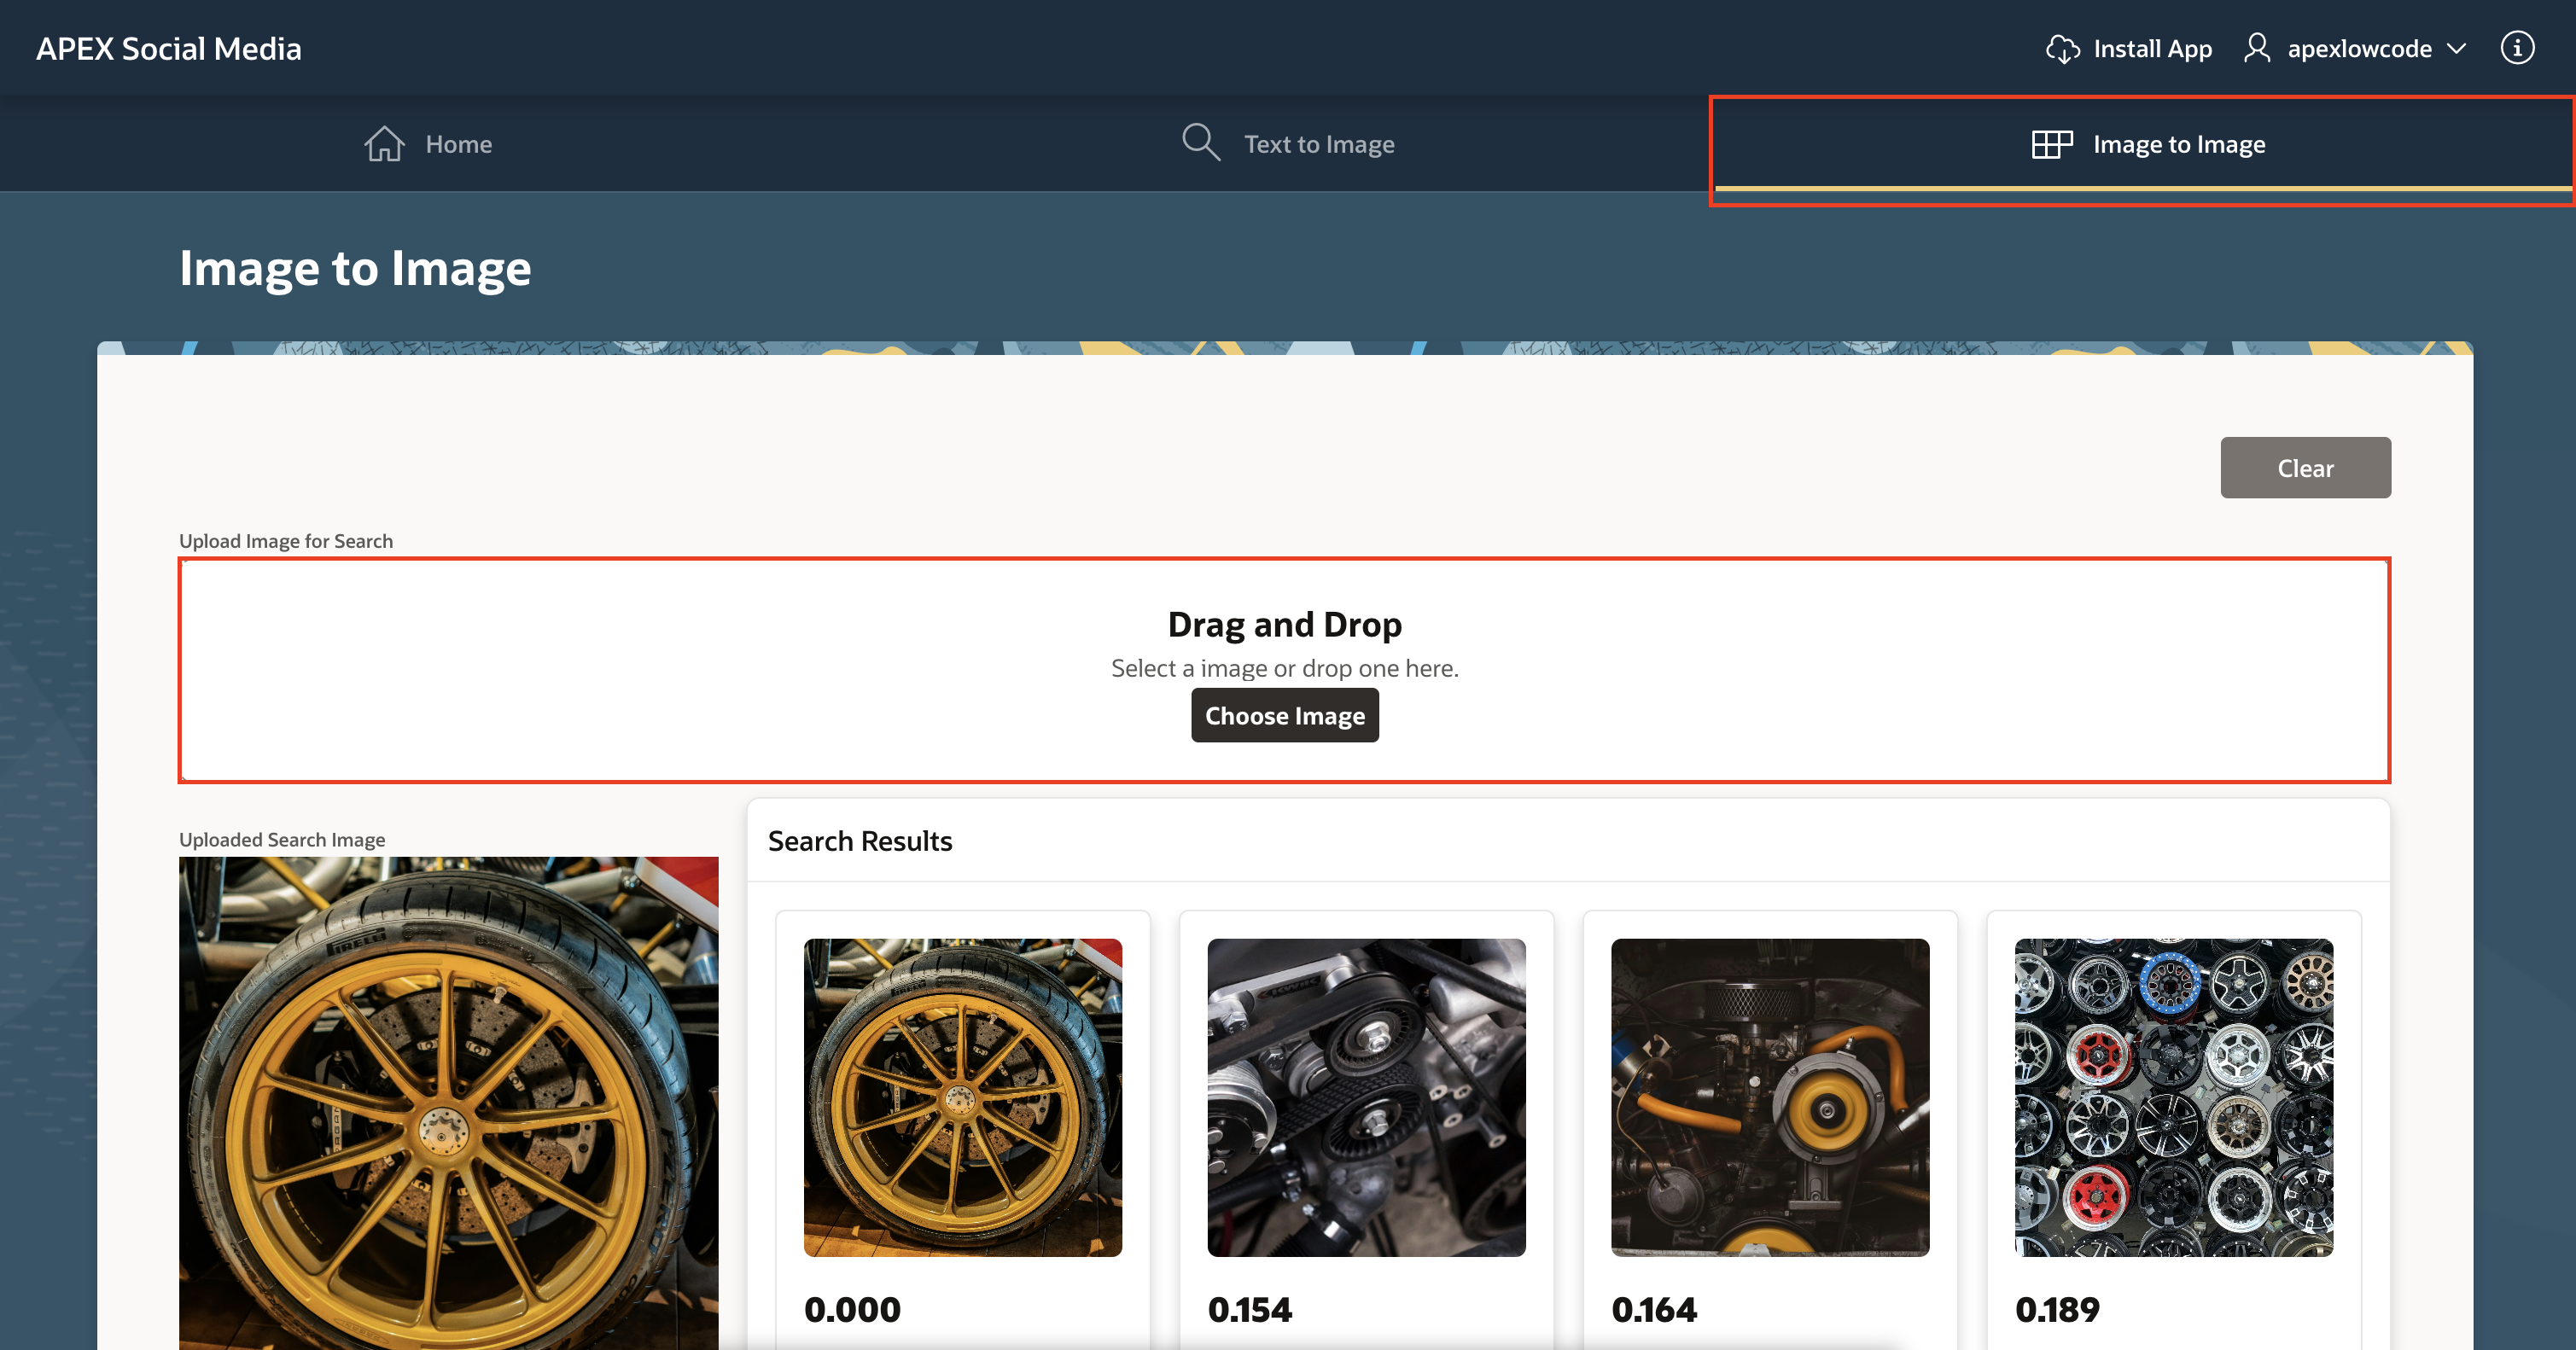 APEX Social Media
Install App
apexlowcode
Home
Text to Image
Image to Image
Image to Image
Clear
Upload Image for Search
Drag and Drop
Select a image or drop one here.
Choose Image
Uploaded Search Image
Search Results
PIRELLI
KWIK
0.000
0.154
0.164
0.189